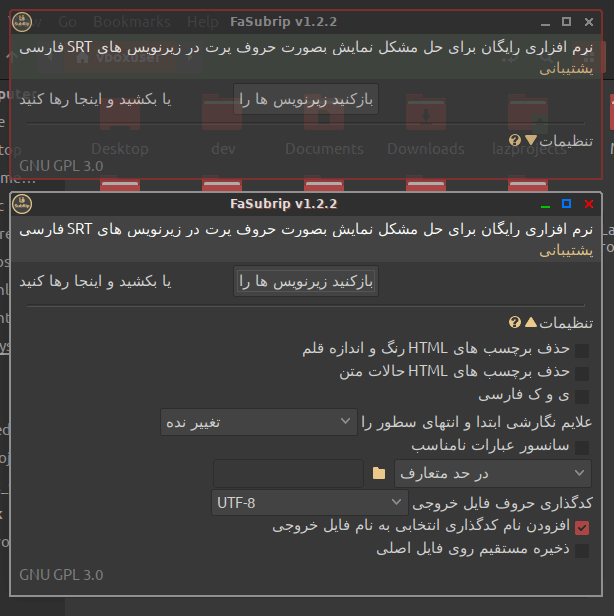 Go Bookmarks Help
FaSubrip v1.2.2
نرم افزاری رایگان برای حل مشکل نمایش بصورت حروف پرت در زیرنویس های SRT فارسی
پشتیبانی
vboxuser
بازکنید زیرنویس ها را
یا بکشید و اینجا رها کنید
Desktop
dev
Documents
Downloads
lazprojects
تنظیمات
GNU GPL 3.0
FaSubrip v1.2.2
نرم افزاری رایگان برای حل مشکل نمایش بصورت حروف پرت در زیرنویس های SRT فارسی
پشتیبانی
بازکنید زیرنویس ها را
یا بکشید و اینجا رها کنید
تنظیمات
حذف برچسب های HTML رنگ و اندازه قلم
حذف برچسب های HTML حالات متن
ی و ک فارسی
علایم نگارشی ابتدا و انتهای سطور را تغییر نده
سانسور عبارات نامناسب
در حد متعارف
کدگذاری حروف فایل خروجی UTF-8
افزودن نام کدگذاری انتخابی به نام فایل خروجی
ذخیره مستقیم روی فایل اصلی
GNU GPL 3.0